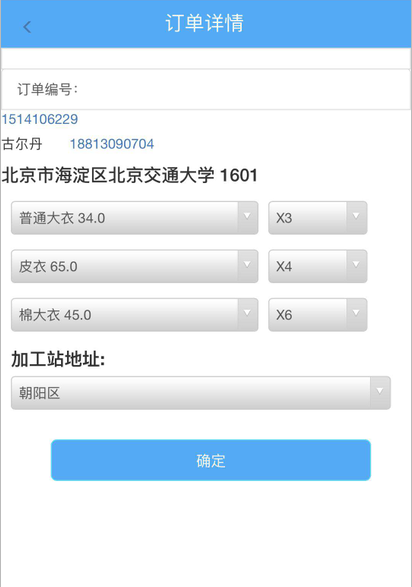 订单详情
订单编号:
1514106229
古尔丹 18813090704
北京市海淀区北京交通大学 1601
普通大衣 34.0 X3
皮衣 65.0 X4
棉大衣 45.0 X6
加工站地址:
朝阳区
确定